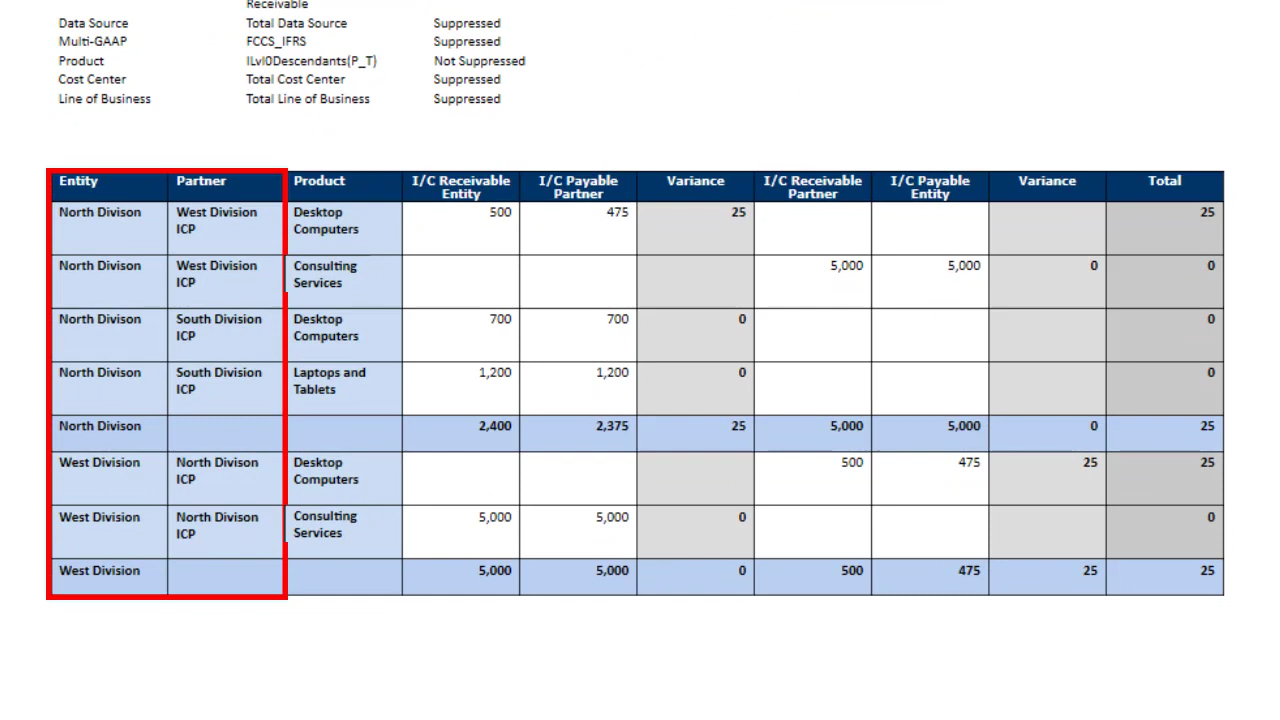 Receivable
Data Source Total Data Source Suppressed
Multi-GAAP FCCS_IFRS Suppressed
Product ILvl0Descendants(P_T) Not Suppressed
Cost Center Total Cost Center Suppressed
Line of Business Total Line of Business Suppressed
Entity Partner Product I/C Receivable Entity I/C Payable Partner Variance I/C Receivable Partner I/C Payable Entity Variance Total
North Divison West Division ICP Desktop Computers 500 475 25 25
North Divison West Division ICP Consulting Services 5,000 5,000 0 0
North Divison South Division ICP Desktop Computers 700 700 0 0
North Divison South Division ICP Laptops and Tablets 1,200 1,200 0 0
North Divison 2,400 2,375 25 5,000 5,000 0 25
West Division North Divison ICP Desktop Computers 500 475 25 25
West Division North Divison ICP Consulting Services 5,000 5,000 0 0
West Division 5,000 5,000 0 500 475 25 25